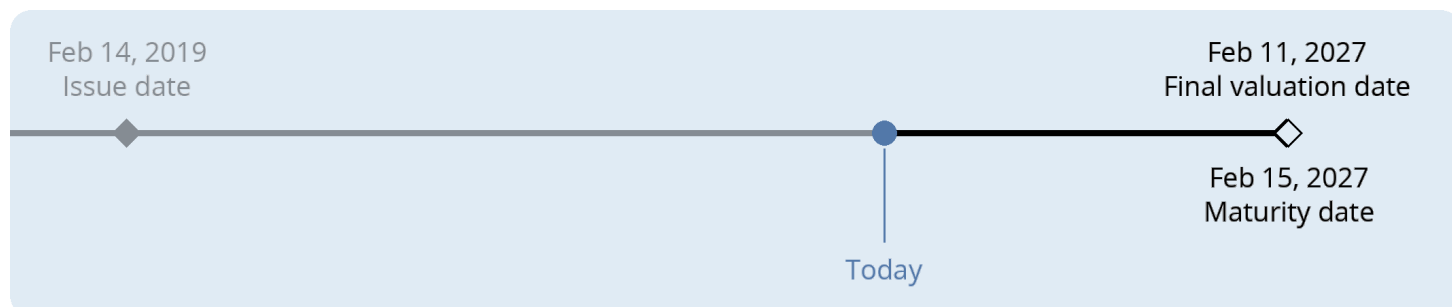 Feb 14, 2019
Issue date
Feb 11, 2027
Final valuation date
Feb 15, 2027
Maturity date
Today